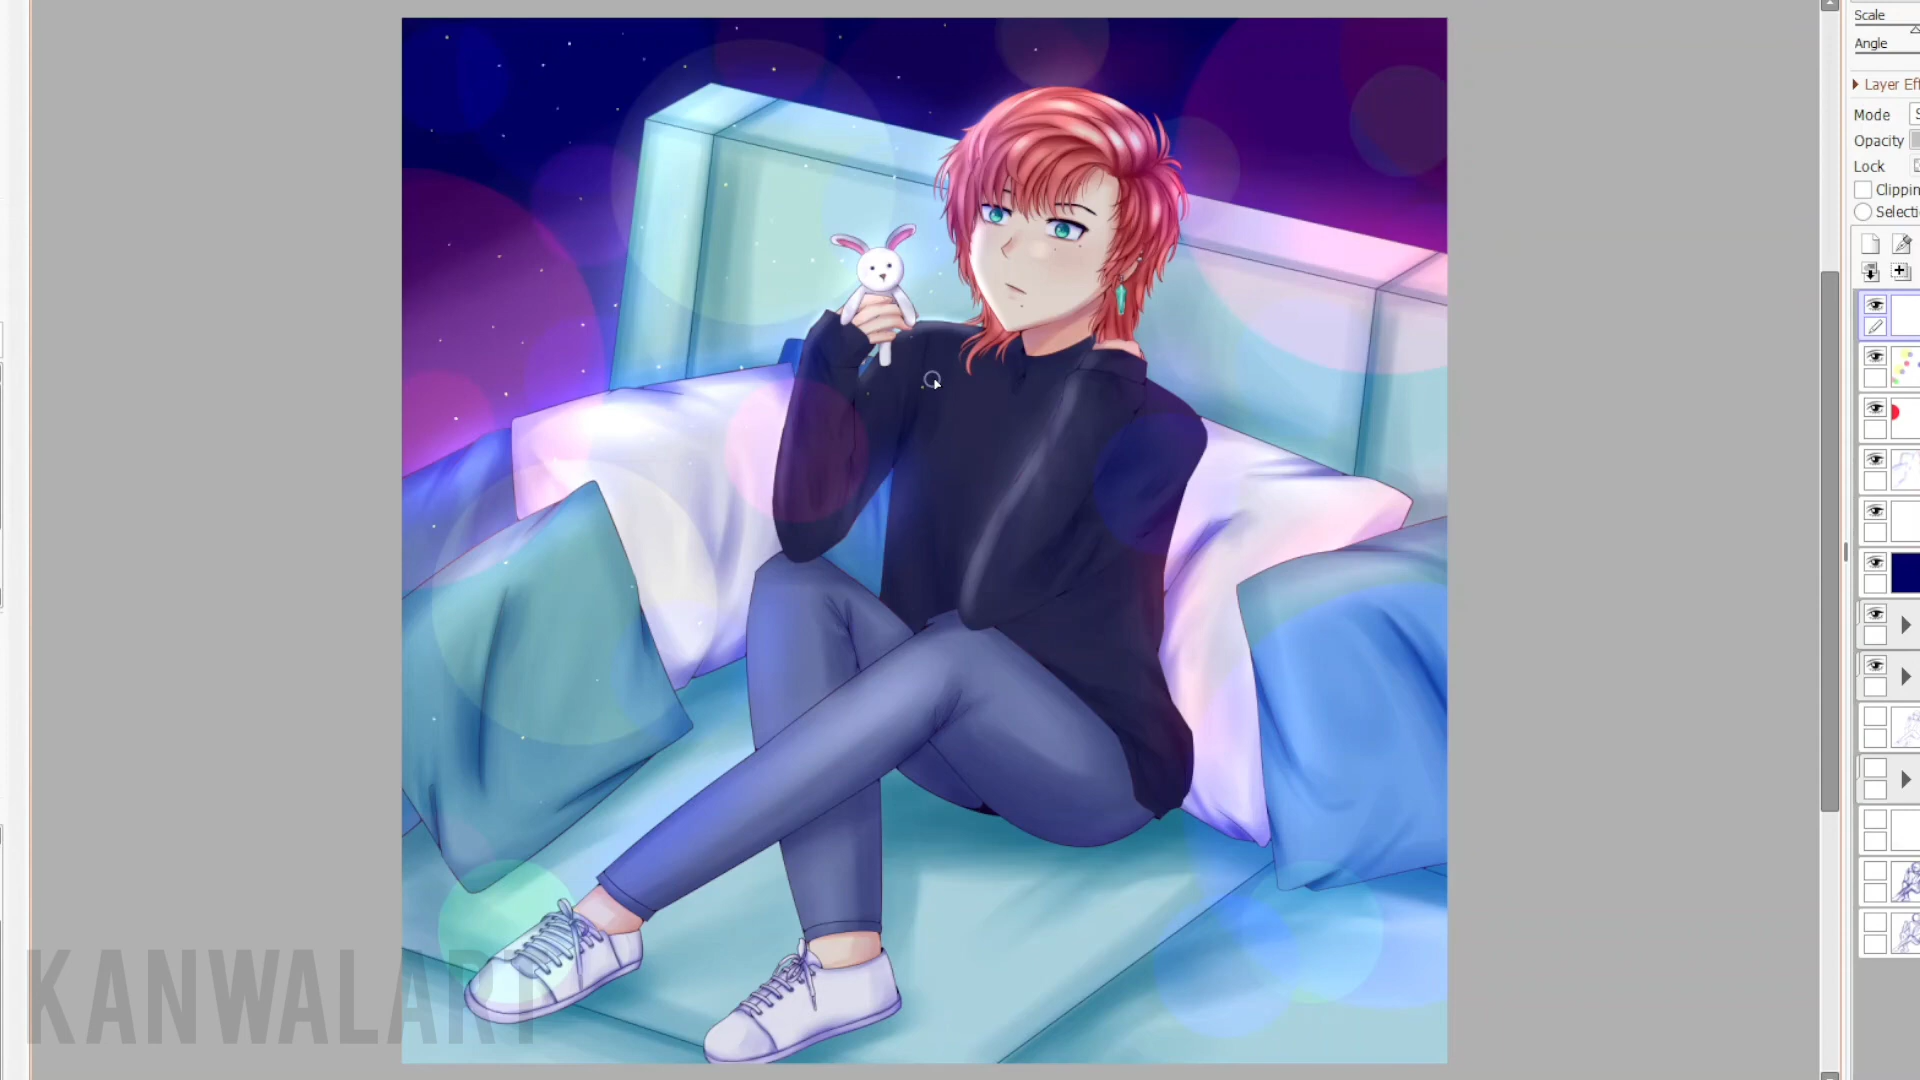 Scale
Angle
Layer Eff
Mode
Opacity
Lock
Clippin
Selecti
KANWALART